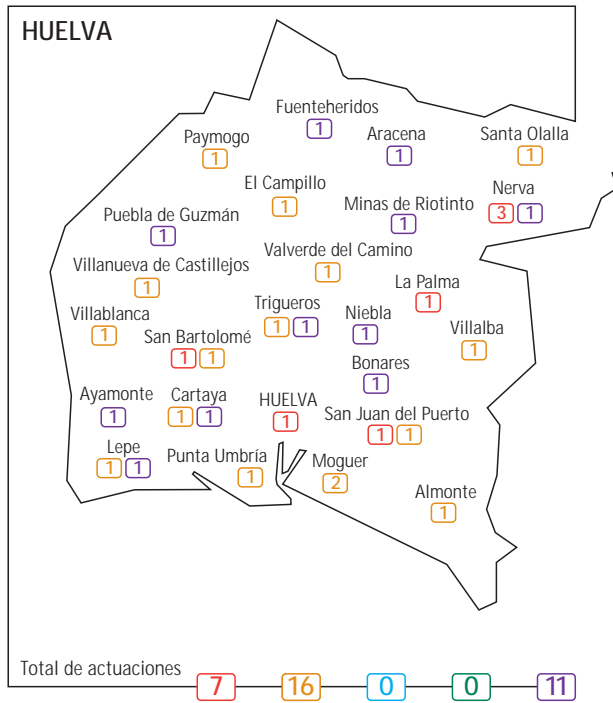 HUELVA
Fuenteheridos
1
Paymogo
1
Aracena
1
Santa Olalla
1
El Campillo
1
Nerva
3 1
Minas de Riotinto
1
Puebla de Guzmán
1
Valverde del Camino
1
Villanueva de Castillejos
1
La Palma
1
Villablanca
1
Trigueros
1 1
Niebla
1
Villalba
1
San Bartolomé
1 1
Bonares
1
Ayamonte
1
Cartaya
1 1
HUELVA
1
San Juan del Puerto
1 1
Lepe
1 1
Punta Umbría
1
Moguer
2
Almonte
1
Total de actuaciones
7 16 0 0 11